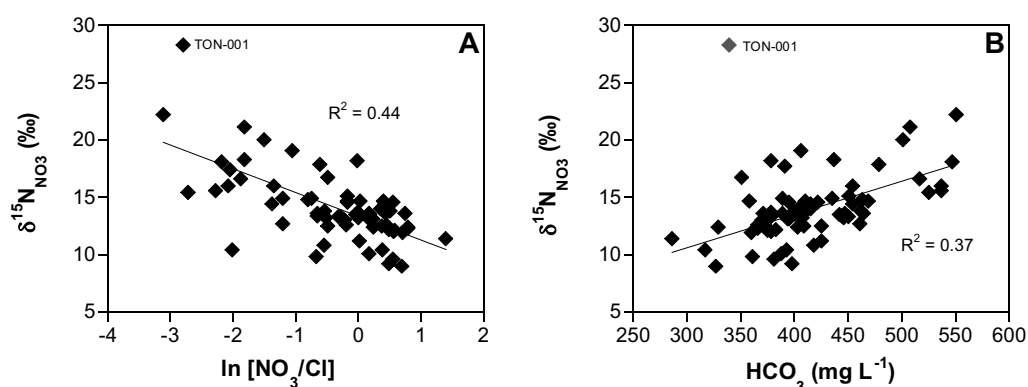 A
30
25
20
15
10
5
δ¹⁵N_NO3 (‰)
TON-001
R² = 0.44
-4 -3 -2 -1 0 1 2
ln [NO₃/Cl]
B
30
25
20
15
10
5
δ¹⁵N_NO3 (‰)
TON-001
R² = 0.37
250 300 350 400 450 500 550 600
HCO₃ (mg L⁻¹)